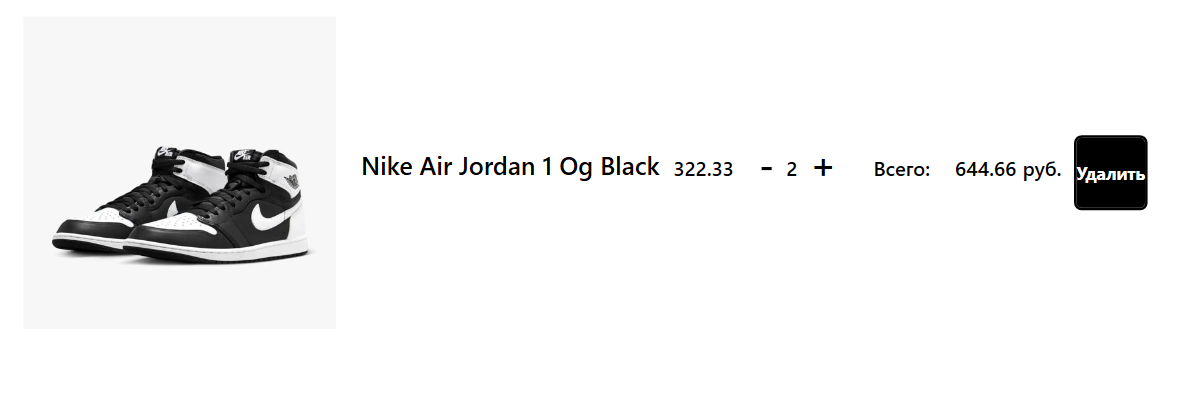 Nike Air Jordan 1 Og Black 322.33 - 2 + Всего: 644.66 руб. Удалить